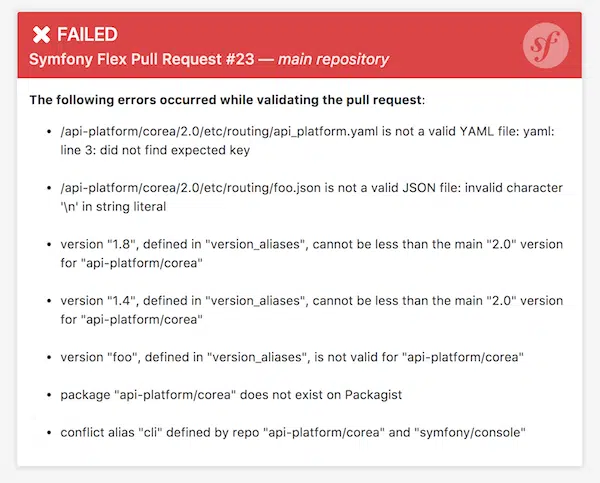 ✖ FAILED
sf
Symfony Flex Pull Request #23 — main repository
The following errors occurred while validating the pull request:
• /api-platform/corea/2.0/etc/routing/api_platform.yaml is not a valid YAML file: yaml:
line 3: did not find expected key
• /api-platform/corea/2.0/etc/routing/foo.json is not a valid JSON file: invalid character
'\n' in string literal
• version "1.8", defined in "version_aliases", cannot be less than the main "2.0" version
for "api-platform/corea"
• version "1.4", defined in "version_aliases", cannot be less than the main "2.0" version
for "api-platform/corea"
• version "foo", defined in "version_aliases", is not valid for "api-platform/corea"
• package "api-platform/corea" does not exist on Packagist
• conflict alias "cli" defined by repo "api-platform/corea" and "symfony/console"